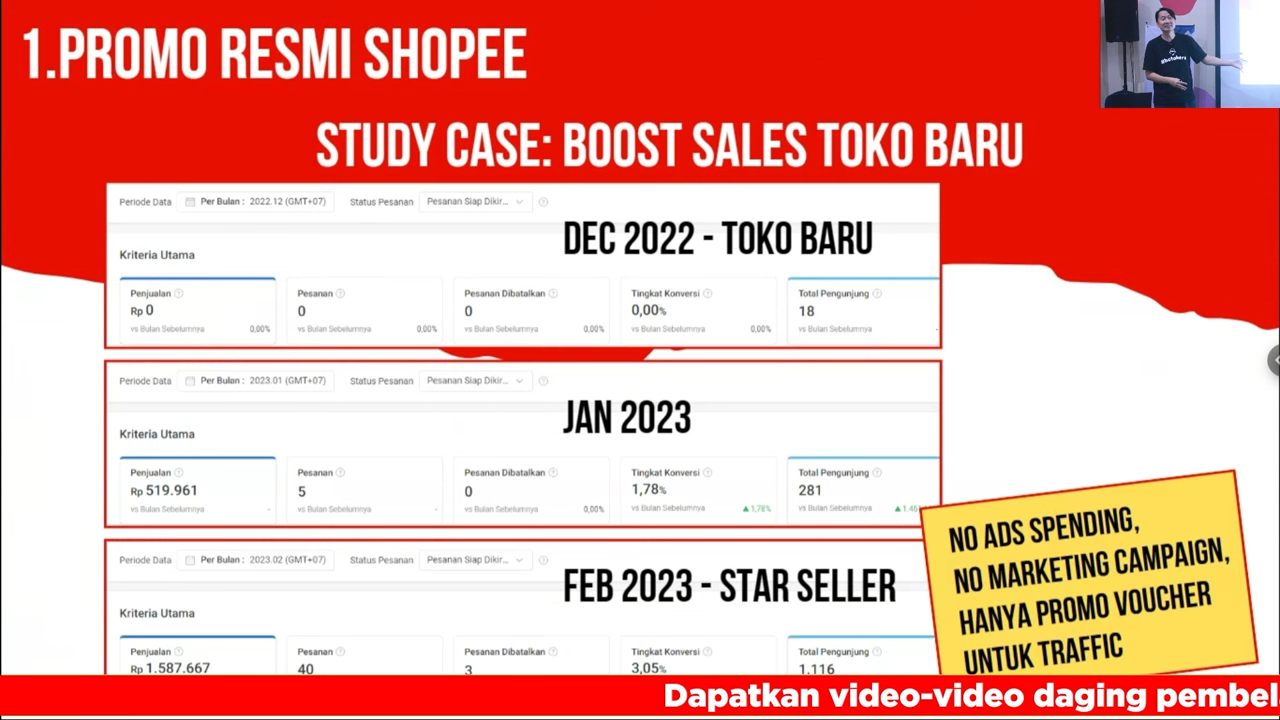 1.PROMO RESMI SHOPEE
STUDY CASE: BOOST SALES TOKO BARU
Periode Data Per Bulan : 2022.12 (GMT+07) Status Pesanan Pesanan Siap Dikir...
DEC 2022 - TOKO BARU
Kriteria Utama
Penjualan Pesanan Pesanan Dibatalkan Tingkat Konversi Total Pengunjung
Rp 0 0 0 0,00% 18
vs Bulan Sebelumnya 0,00% vs Bulan Sebelumnya 0,00% vs Bulan Sebelumnya 0,00% vs Bulan Sebelumnya 0,00% vs Bulan Sebelumnya -
Periode Data Per Bulan : 2023.01 (GMT+07) Status Pesanan Pesanan Siap Dikir...
JAN 2023
Kriteria Utama
Penjualan Pesanan Pesanan Dibatalkan Tingkat Konversi Total Pengunjung
Rp 519.961 5 0 1,78% 281
vs Bulan Sebelumnya - vs Bulan Sebelumnya - vs Bulan Sebelumnya 0,00% vs Bulan Sebelumnya ▲1,78% vs Bulan Sebelumnya ▲1.46
Periode Data Per Bulan : 2023.02 (GMT+07) Status Pesanan Pesanan Siap Dikir...
FEB 2023 - STAR SELLER
Kriteria Utama
Penjualan Pesanan Pesanan Dibatalkan Tingkat Konversi Total Pengunjung
Rp 1.587.667 40 3 3,05% 1.116
NO ADS SPENDING,
NO MARKETING CAMPAIGN,
HANYA PROMO VOUCHER
UNTUK TRAFFIC
Dapatkan video-video daging pembel